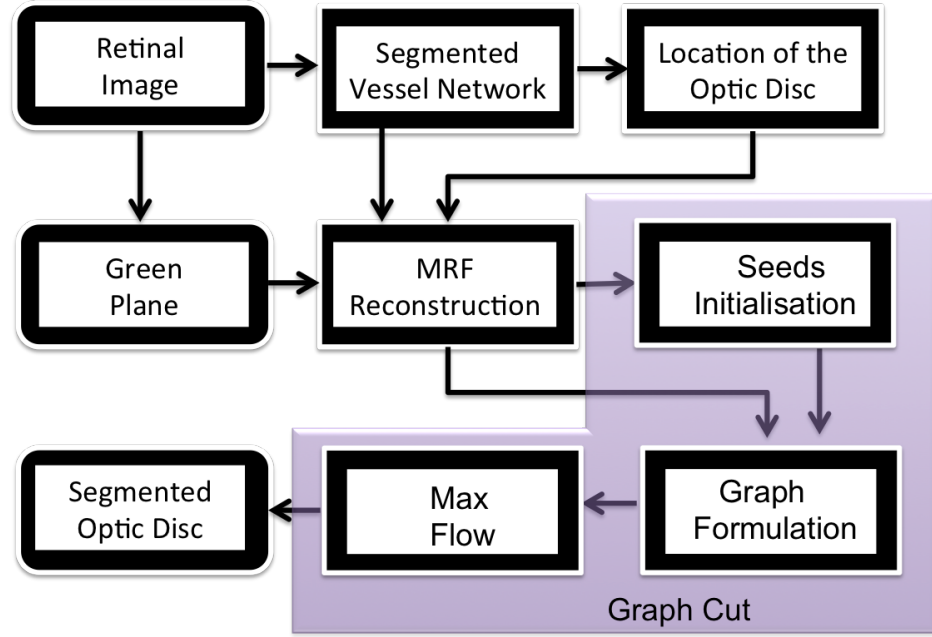 Retinal
Image
Segmented
Vessel Network
Location of the
Optic Disc
Green
Plane
MRF
Reconstruction
Seeds
Initialisation
Segmented
Optic Disc
Max
Flow
Graph
Formulation
Graph Cut